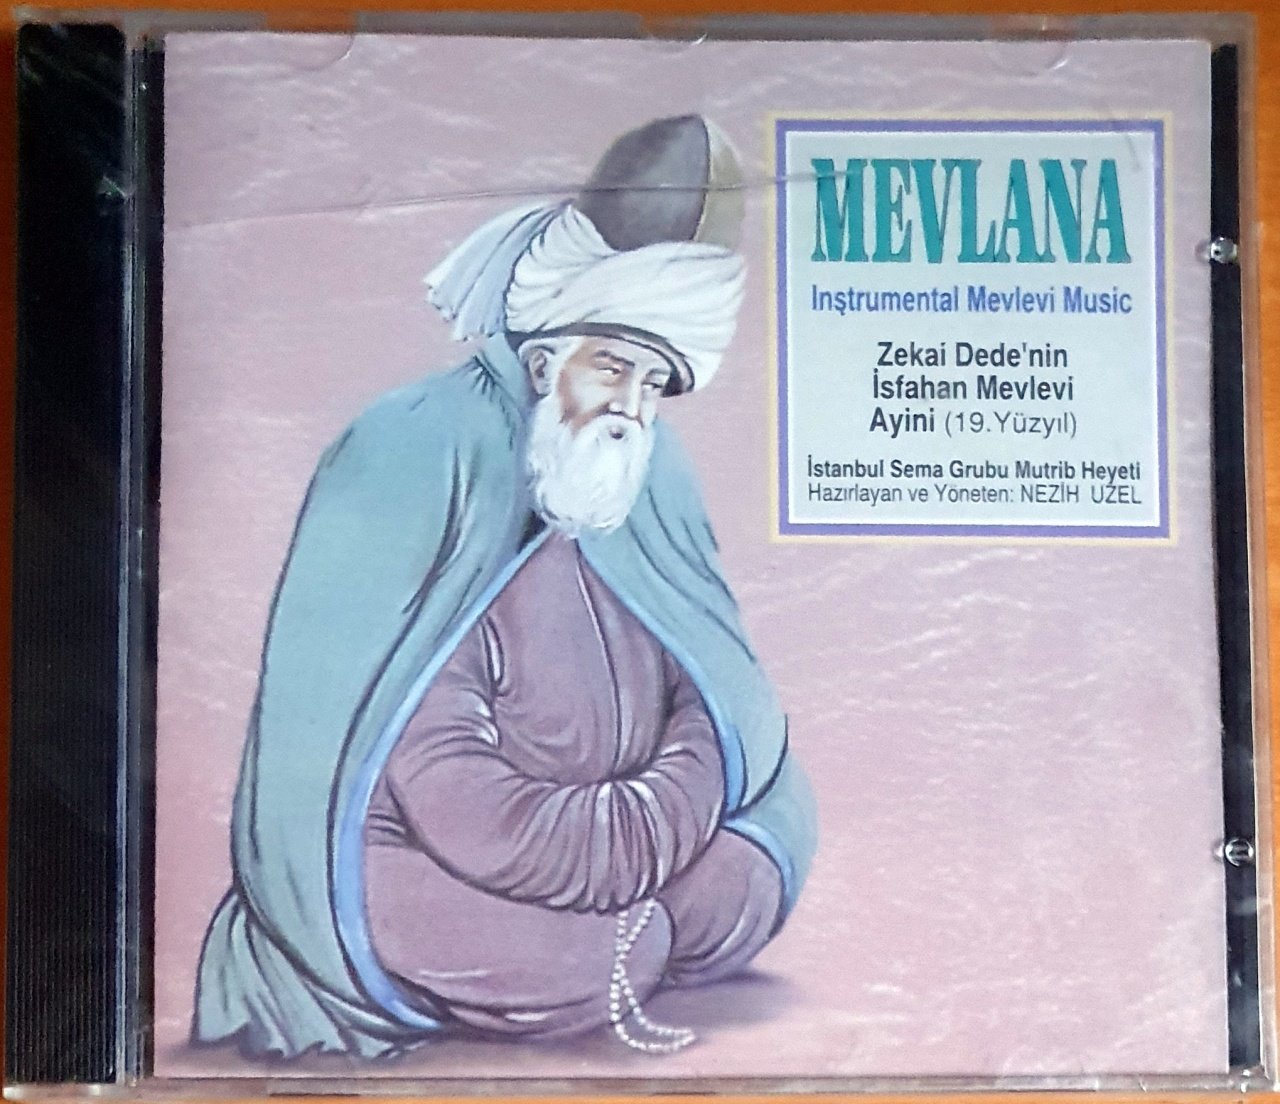 MEVLANA
Inştrumental Mevlevi Music
Zekai Dede'nin
İsfahan Mevlevi
Ayini (19.Yüzyıl)
İstanbul Sema Grubu Mutrib Heyeti
Hazırlayan ve Yöneten: NEZİH UZEL